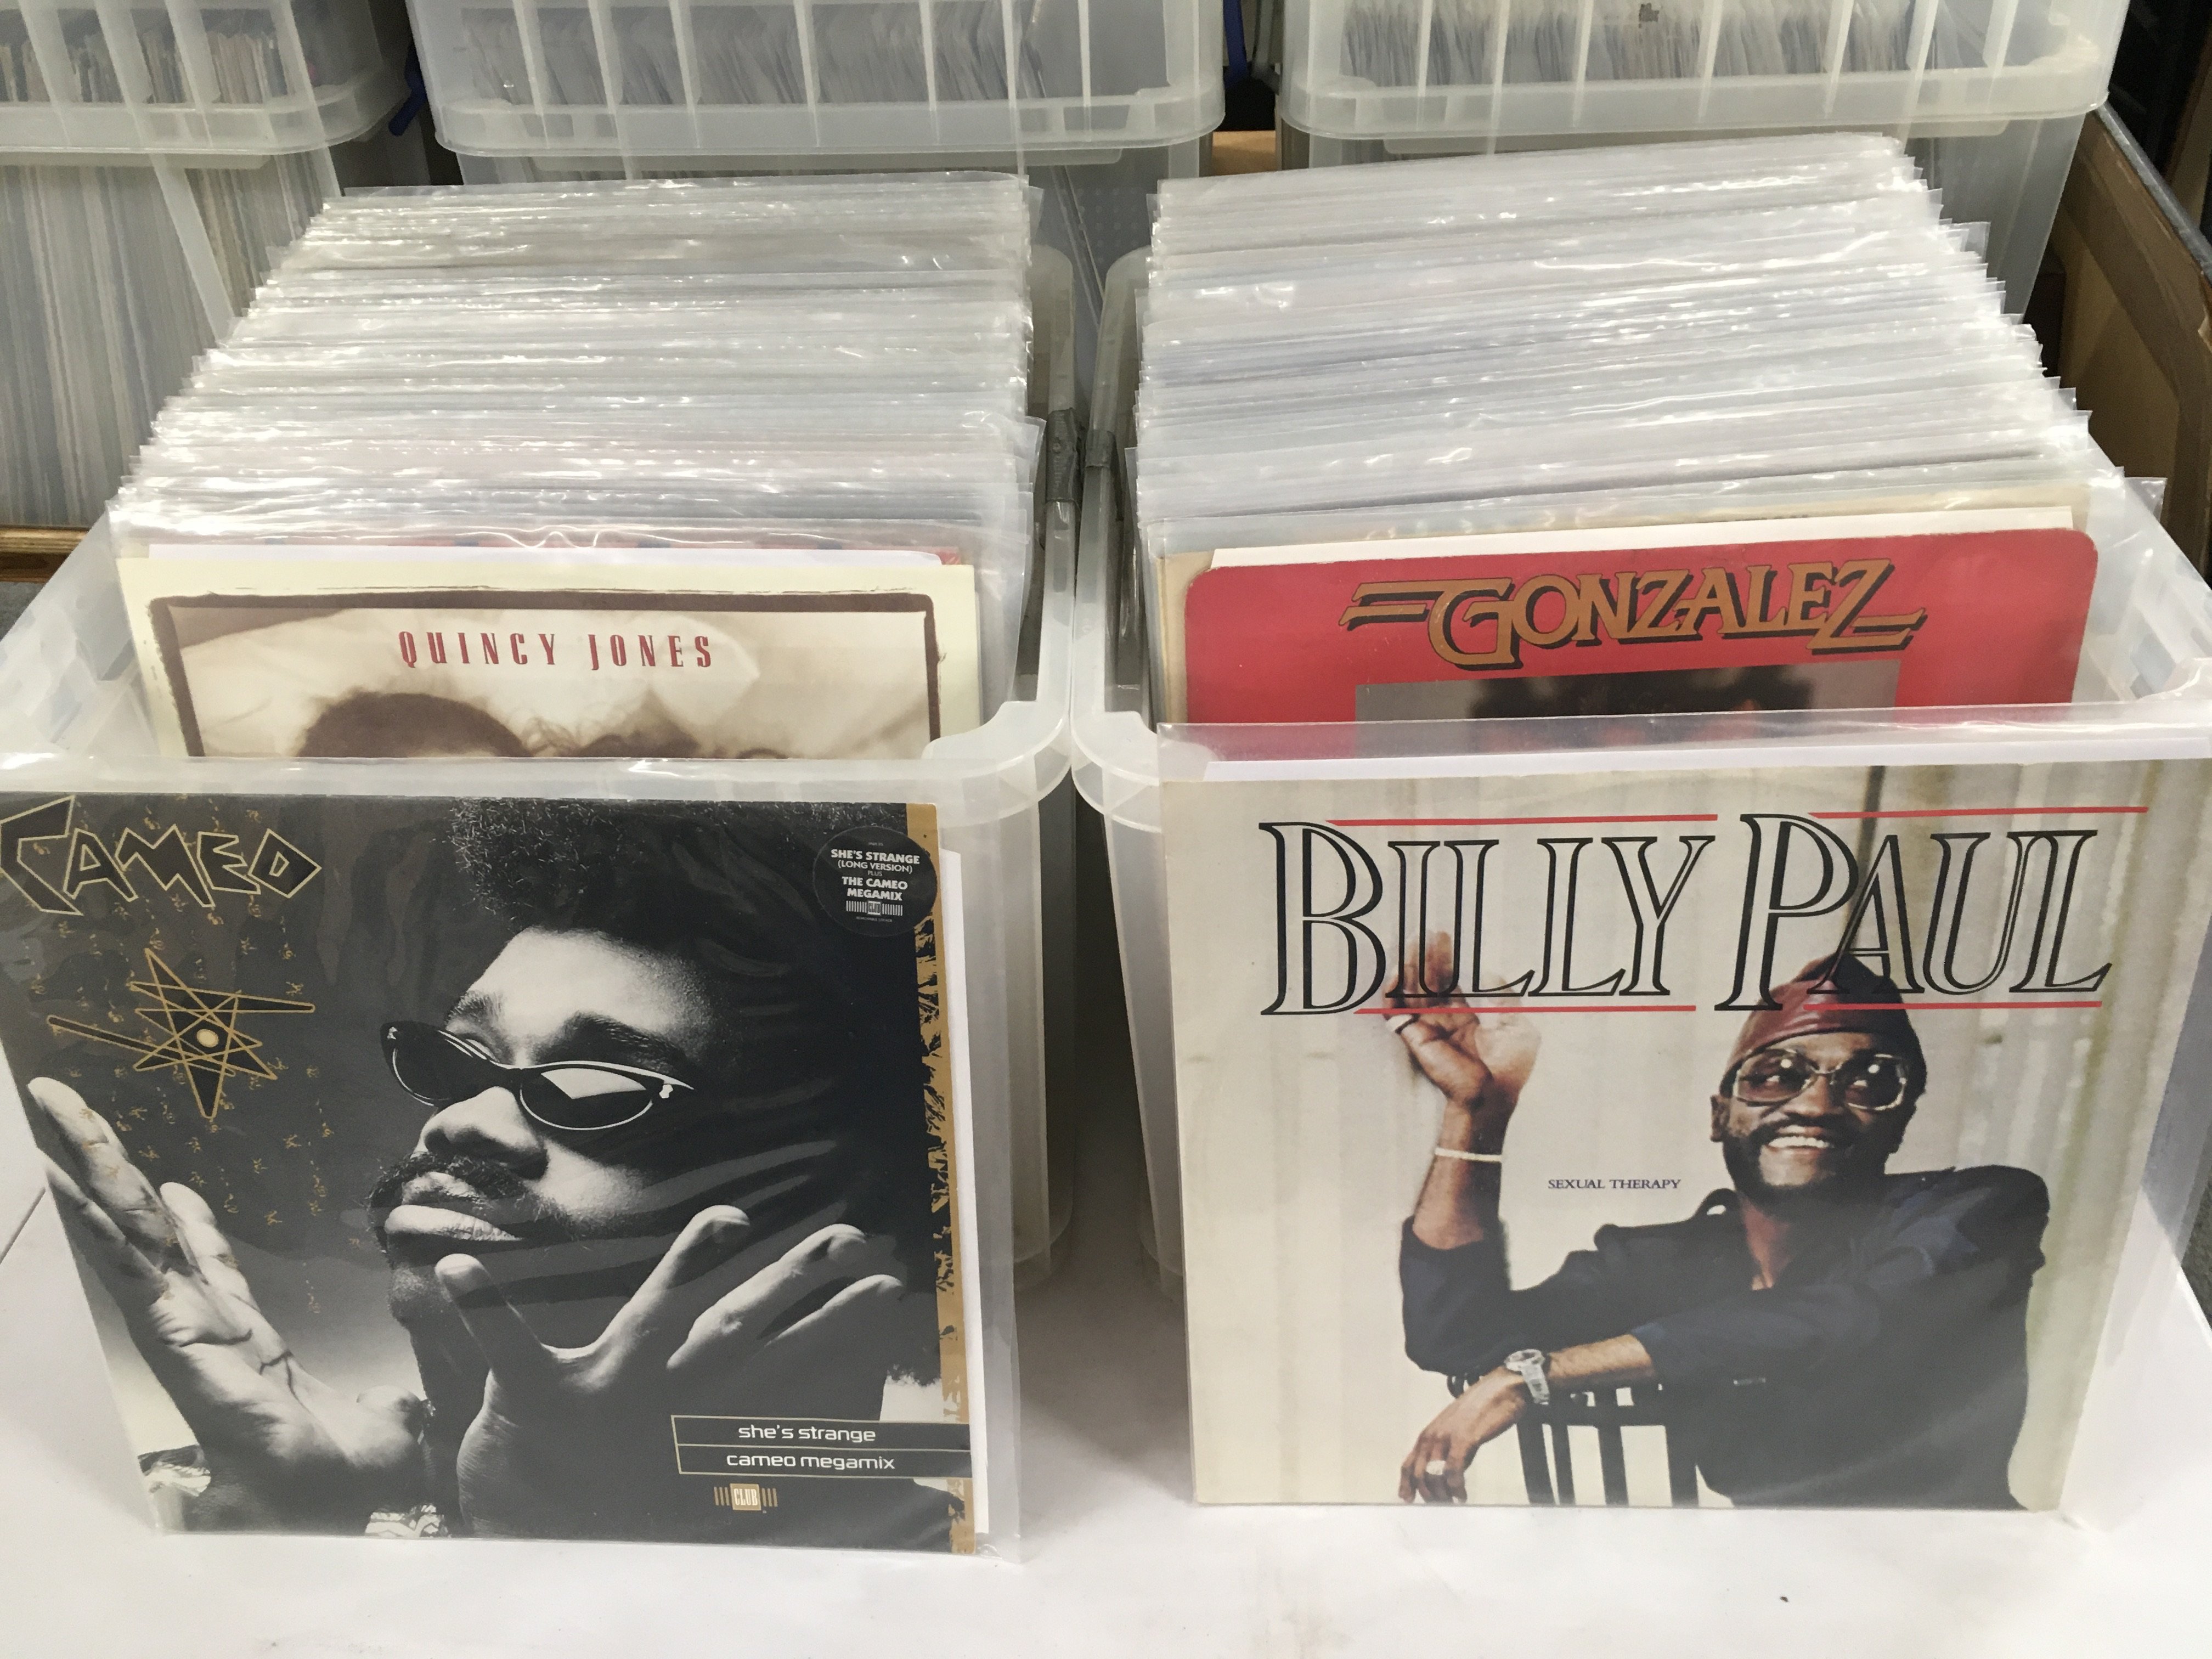 QUINCY JONES
GONZALEZ
CAMEO
SHE'S STRANGE
(LONG VERSION)
PLUS
THE CAMEO
MEGAMIX
CLUB
she's strange
cameo megamix
CLUB
BILLY PAUL
SEXUAL THERAPY